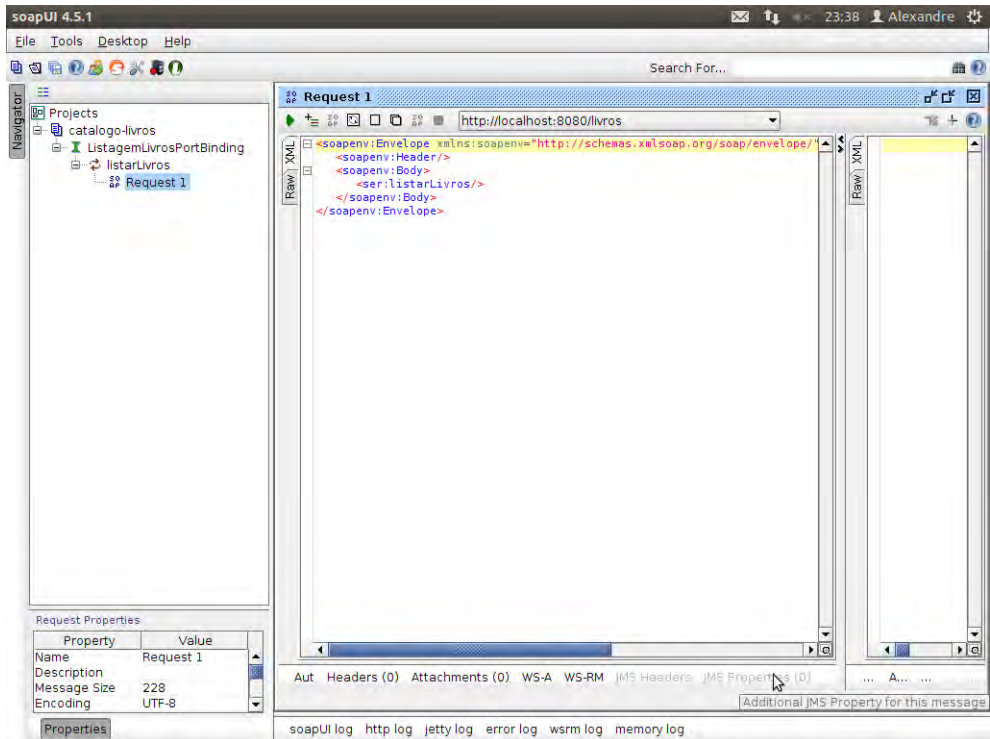 soapUI 4.5.1 23:38 Alexandre
File Tools Desktop Help
Search For...
Navigator
Projects
catalogo-livros
ListagemLivrosPortBinding
listarLivros
Request 1
Request 1
http://localhost:8080/livros
XML
Raw
<soapenv:Envelope xmlns:soapenv="http://schemas.xmlsoap.org/soap/envelope/"
<soapenv:Header/>
<soapenv:Body>
<ser:listarLivros/>
</soapenv:Body>
</soapenv:Envelope>
XML
Raw
Request Properties
Property Value
Name Request 1
Description
Message Size 228
Encoding UTF-8
Properties
Aut Headers (0) Attachments (0) WS-A WS-RM JMS Headers JMS Properties (0)
... A... ... ...
Additional JMS Property for this message
soapUI log http log jetty log error log wsrm log memory log